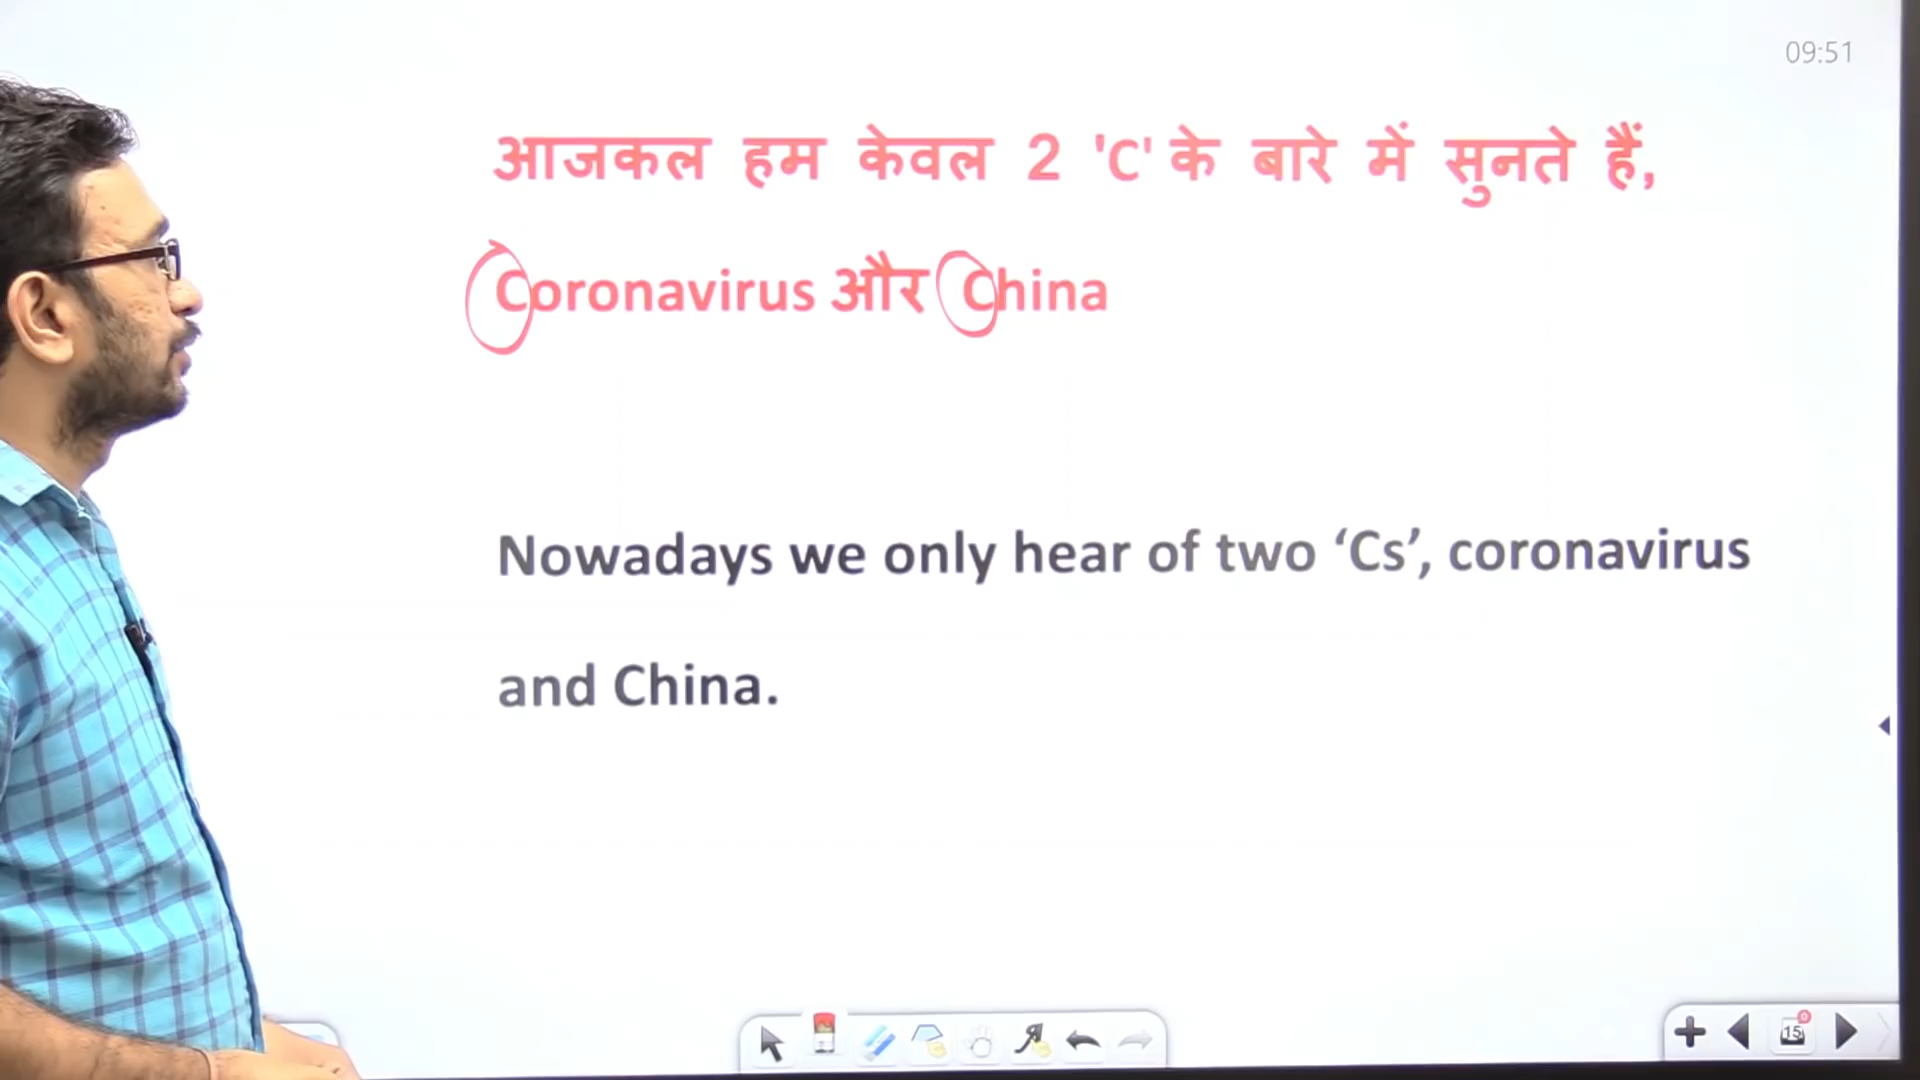 09:51
आजकल हम केवल 2 'C' के बारे में सुनते हैं,
Coronavirus और China
Nowadays we only hear of two ‘Cs’, coronavirus
and China.
15